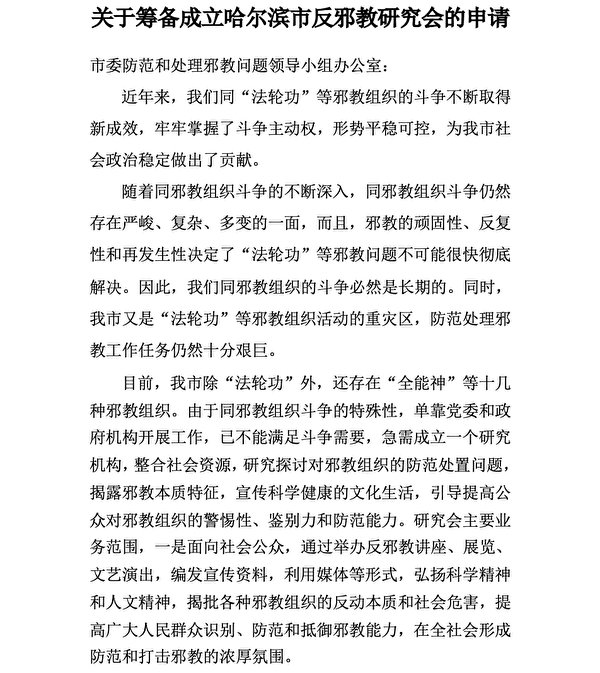 关于筹备成立哈尔滨市反邪教研究会的申请
市委防范和处理邪教问题领导小组办公室：
近年来，我们同“法轮功”等邪教组织的斗争不断取得
新成效，牢牢掌握了斗争主动权，形势平稳可控，为我市社
会政治稳定做出了贡献。
随着同邪教组织斗争的不断深入，同邪教组织斗争仍然
存在严峻、复杂、多变的一面，而且，邪教的顽固性、反复
性和再发生性决定了“法轮功”等邪教问题不可能很快彻底
解决。因此，我们同邪教组织的斗争必然是长期的。同时，
我市又是“法轮功”等邪教组织活动的重灾区，防范处理邪
教工作任务仍然十分艰巨。
目前，我市除“法轮功”外，还存在“全能神”等十几
种邪教组织。由于同邪教组织斗争的特殊性，单靠党委和政
府机构开展工作，已不能满足斗争需要，急需成立一个研究
机构，整合社会资源，研究探讨对邪教组织的防范处置问题，
揭露邪教本质特征，宣传科学健康的文化生活，引导提高公
众对邪教组织的警惕性、鉴别力和防范能力。研究会主要业
务范围，一是面向社会公众，通过举办反邪教讲座、展览、
文艺演出，编发宣传资料，利用媒体等形式，弘扬科学精神
和人文精神，揭批各种邪教组织的反动本质和社会危害，提
高广大人民群众识别、防范和抵御邪教能力，在全社会形成
防范和打击邪教的浓厚氛围。